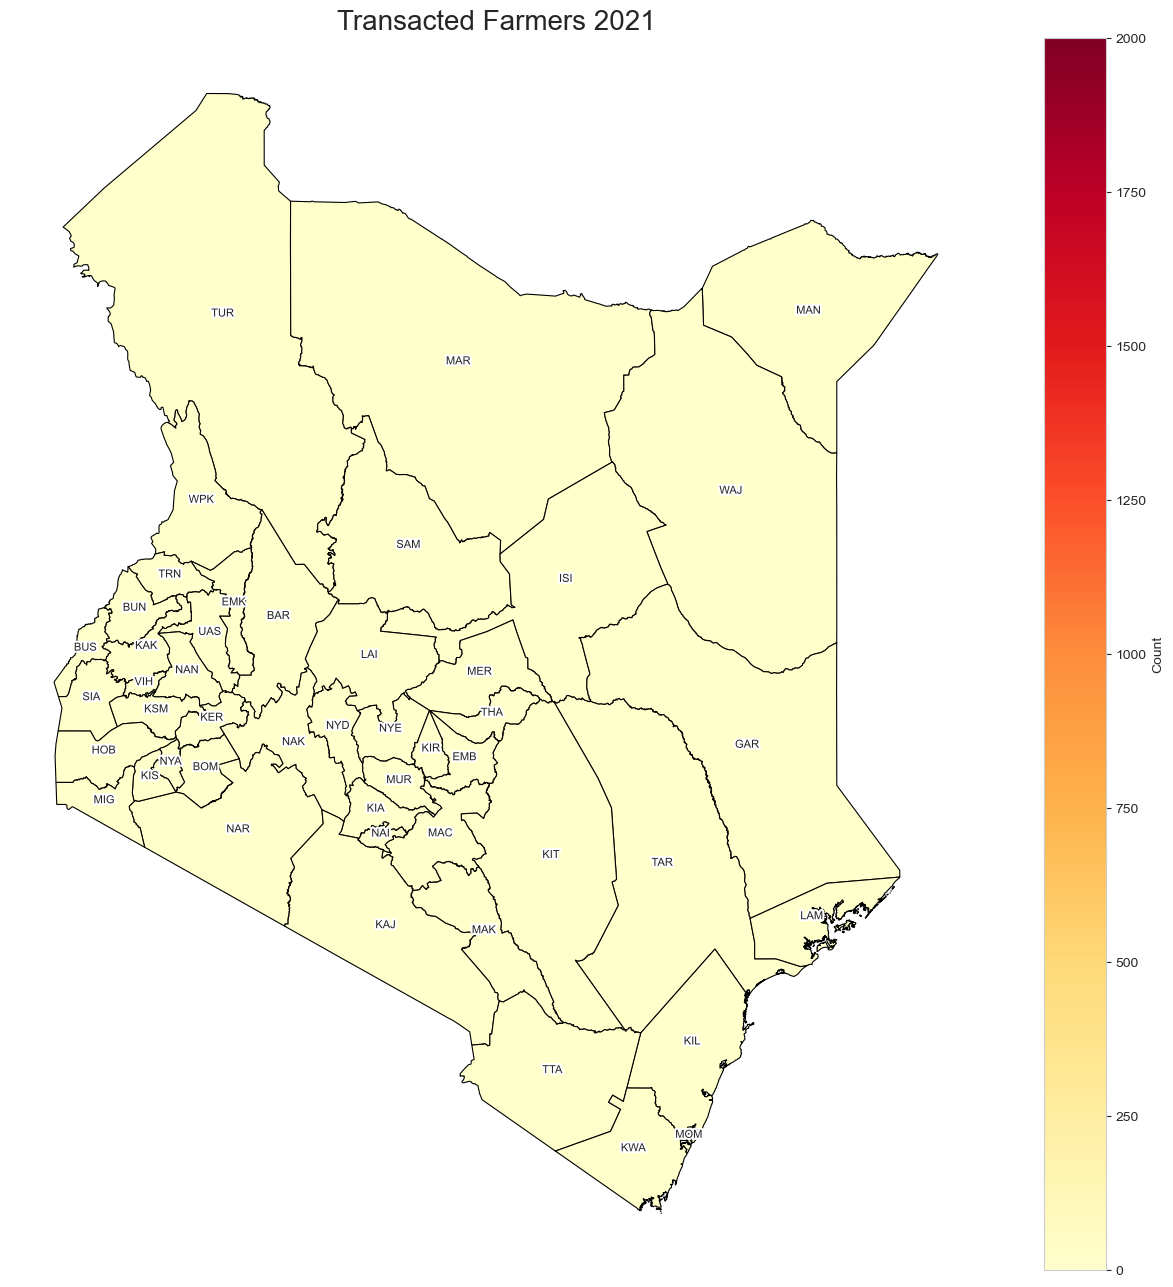 Transacted Farmers 2021
2000
1750
1500
1250
1000
750
500
250
0
Count
TUR
MAN
MAR
WAJ
WPK
SAM
TRN
ISI
EMK
BUN
BAR
UAS
KAK
BUS
LAI
NAN
MER
VIH
SIA
KSM
THA
KER
NYD
NYE
NAK
GAR
KIR
HOB
EMB
NYA
BOM
KIS
MUR
MIG
KIA
NAR
NAI
MAC
KIT
TAR
LAM
KAJ
MAK
KIL
TTA
MOM
KWA